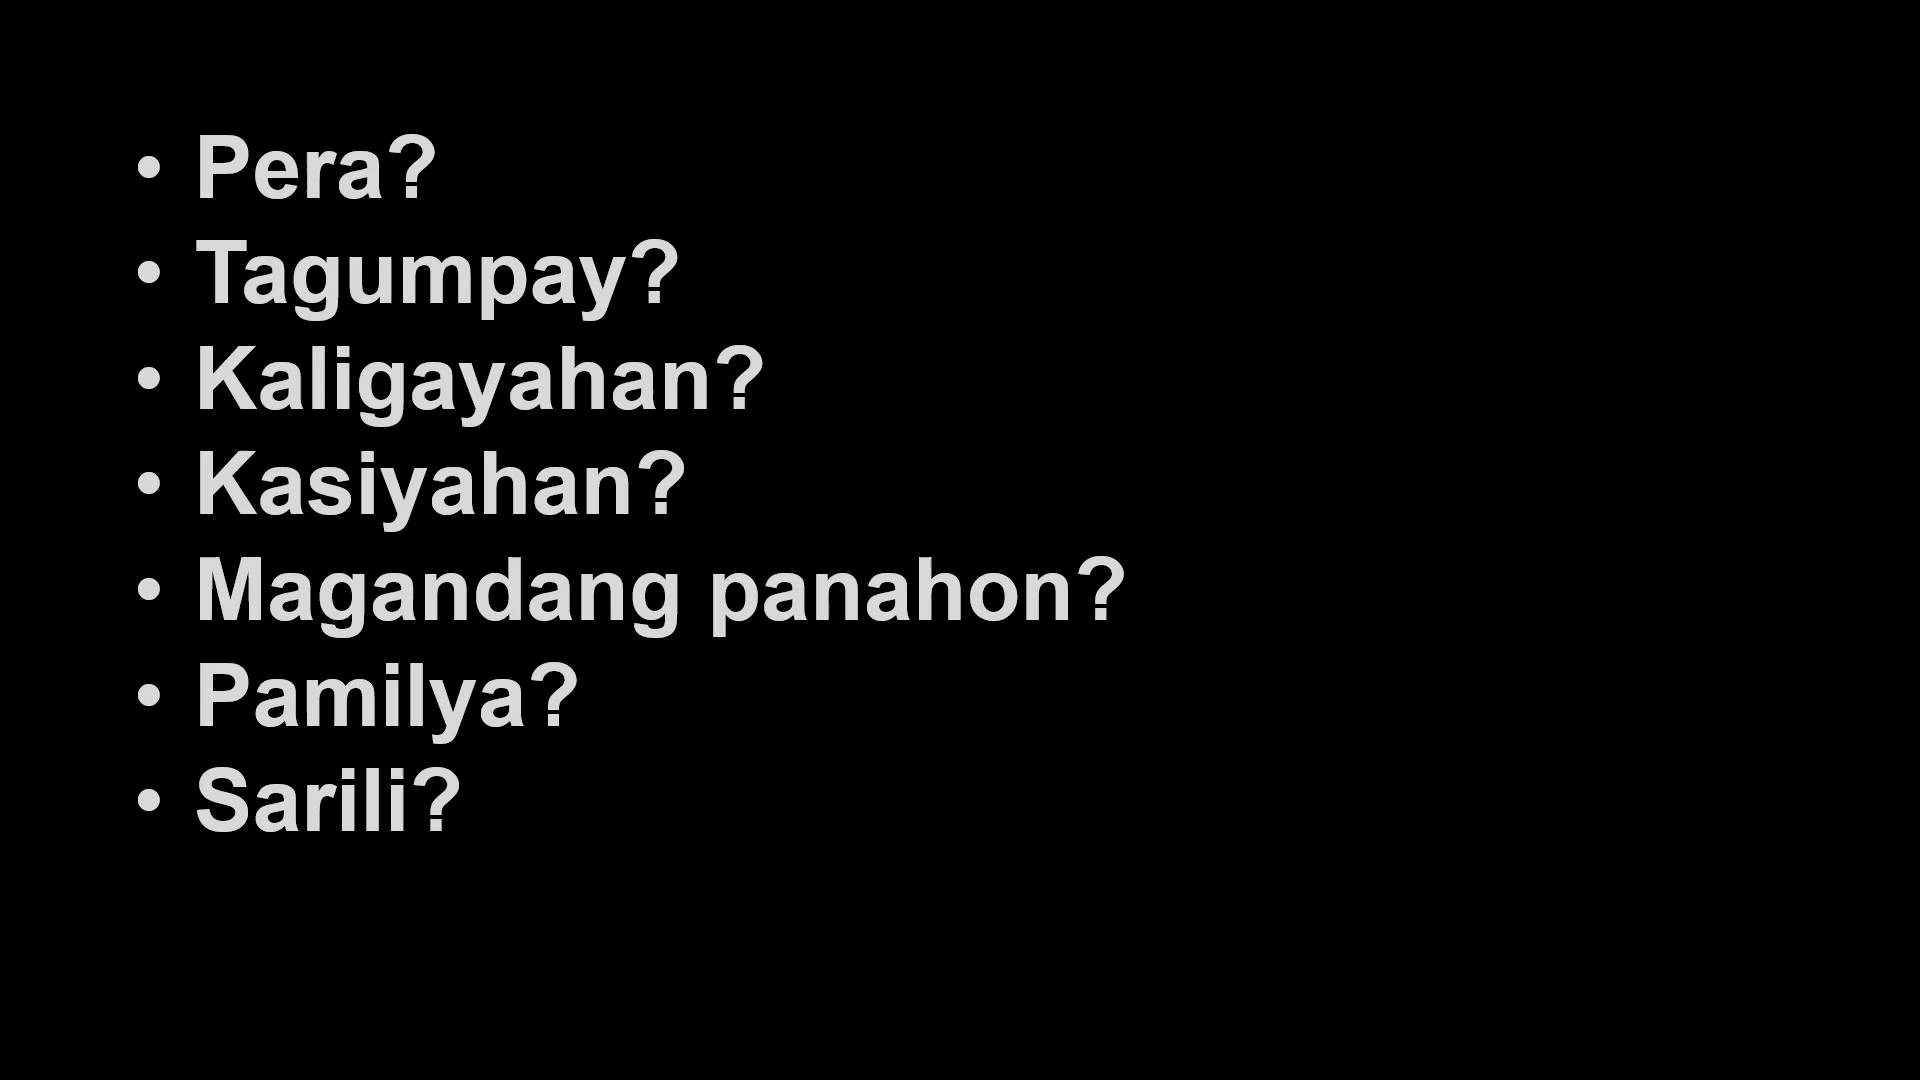 • Pera?
• Tagumpay?
• Kaligayahan?
• Kasiyahan?
• Magandang panahon?
• Pamilya?
• Sarili?